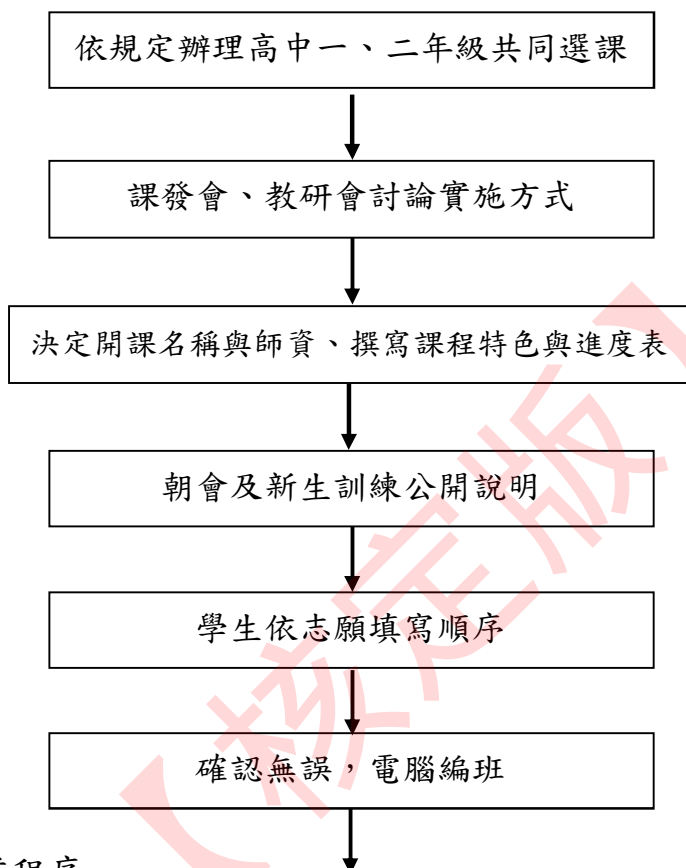 依規定辦理高中一、二年級共同選課
課發會、教研會討論實施方式
決定開課名稱與師資、撰寫課程特色與進度表
朝會及新生訓練公開說明
學生依志願填寫順序
確認無誤，電腦編班
程序
【核定版】